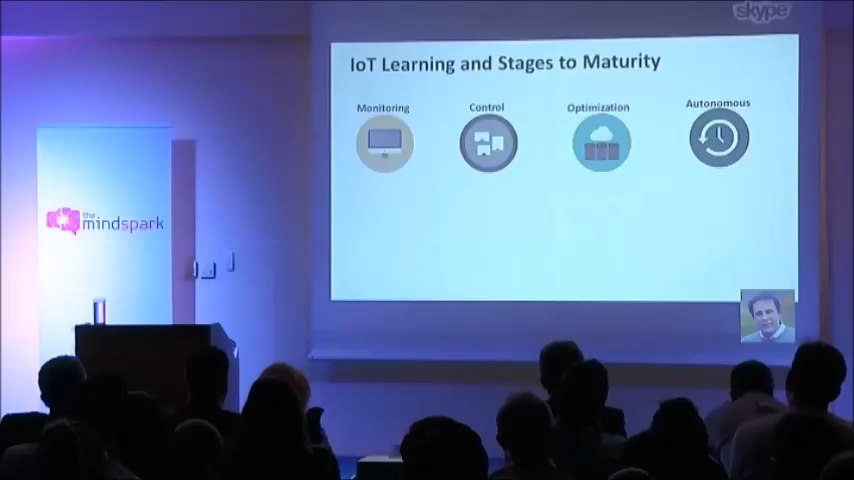 skype
IoT Learning and Stages to Maturity
Monitoring
Control
Optimization
Autonomous
the
mindspark